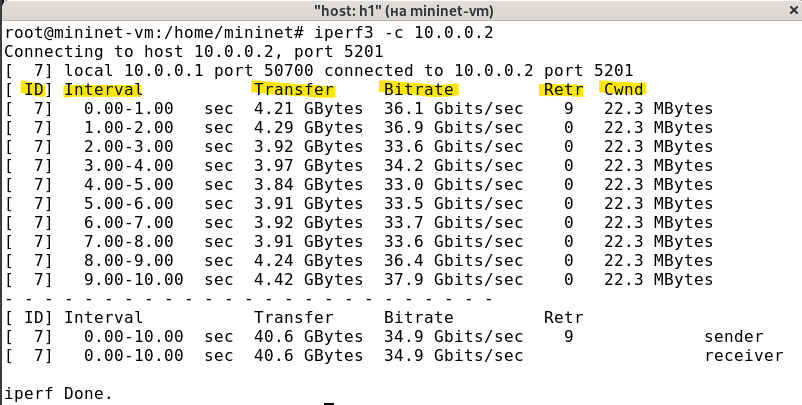 "host: h1" (на mininet-vm)
root@mininet-vm:/home/mininet# iperf3 -c 10.0.0.2
Connecting to host 10.0.0.2, port 5201
[  7] local 10.0.0.1 port 50700 connected to 10.0.0.2 port 5201
[ ID] Interval           Transfer     Bitrate         Retr  Cwnd
[  7]   0.00-1.00   sec  4.21 GBytes  36.1 Gbits/sec    9   22.3 MBytes
[  7]   1.00-2.00   sec  4.29 GBytes  36.9 Gbits/sec    0   22.3 MBytes
[  7]   2.00-3.00   sec  3.92 GBytes  33.6 Gbits/sec    0   22.3 MBytes
[  7]   3.00-4.00   sec  3.97 GBytes  34.2 Gbits/sec    0   22.3 MBytes
[  7]   4.00-5.00   sec  3.84 GBytes  33.0 Gbits/sec    0   22.3 MBytes
[  7]   5.00-6.00   sec  3.91 GBytes  33.5 Gbits/sec    0   22.3 MBytes
[  7]   6.00-7.00   sec  3.92 GBytes  33.7 Gbits/sec    0   22.3 MBytes
[  7]   7.00-8.00   sec  3.91 GBytes  33.6 Gbits/sec    0   22.3 MBytes
[  7]   8.00-9.00   sec  4.24 GBytes  36.4 Gbits/sec    0   22.3 MBytes
[  7]   9.00-10.00  sec  4.42 GBytes  37.9 Gbits/sec    0   22.3 MBytes
- - - - - - - - - - - - - - - - - - - - - - - - -
[ ID] Interval           Transfer     Bitrate         Retr
[  7]   0.00-10.00  sec  40.6 GBytes  34.9 Gbits/sec    9             sender
[  7]   0.00-10.00  sec  40.6 GBytes  34.9 Gbits/sec                  receiver
iperf Done.